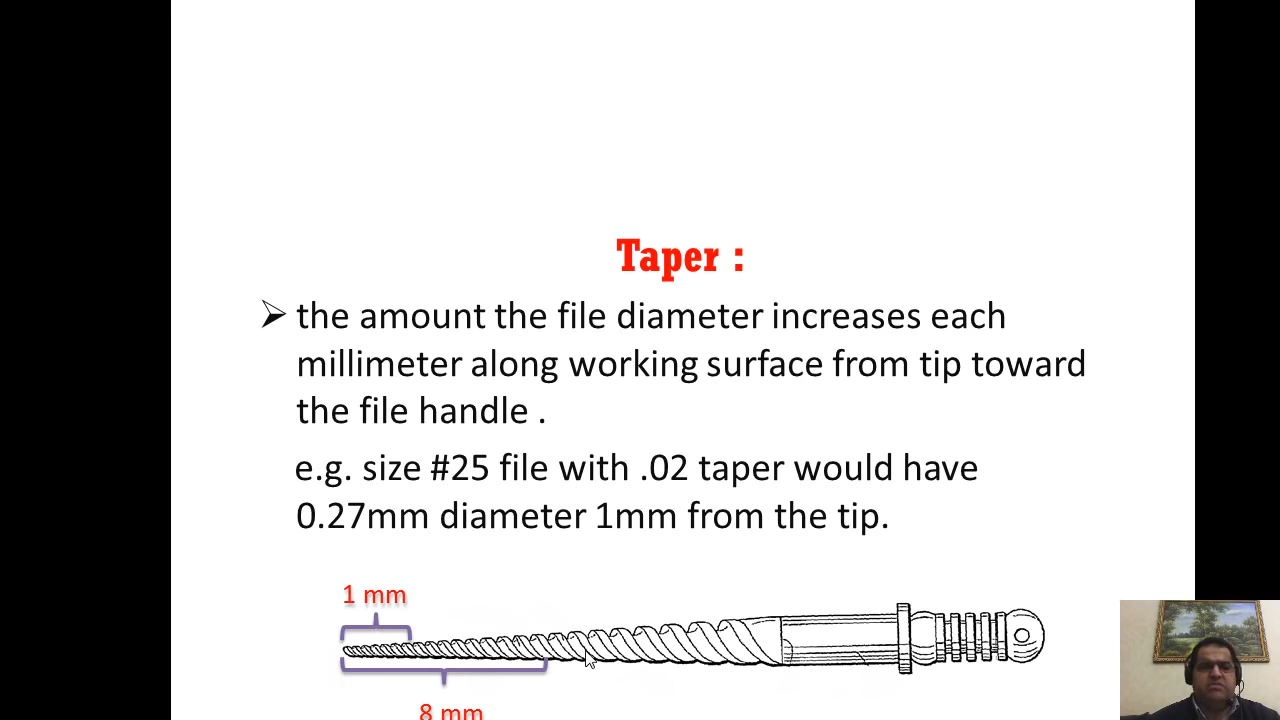 Taper :
➢ the amount the file diameter increases each
millimeter along working surface from tip toward
the file handle .
e.g. size #25 file with .02 taper would have
0.27mm diameter 1mm from the tip.
1 mm
8 mm